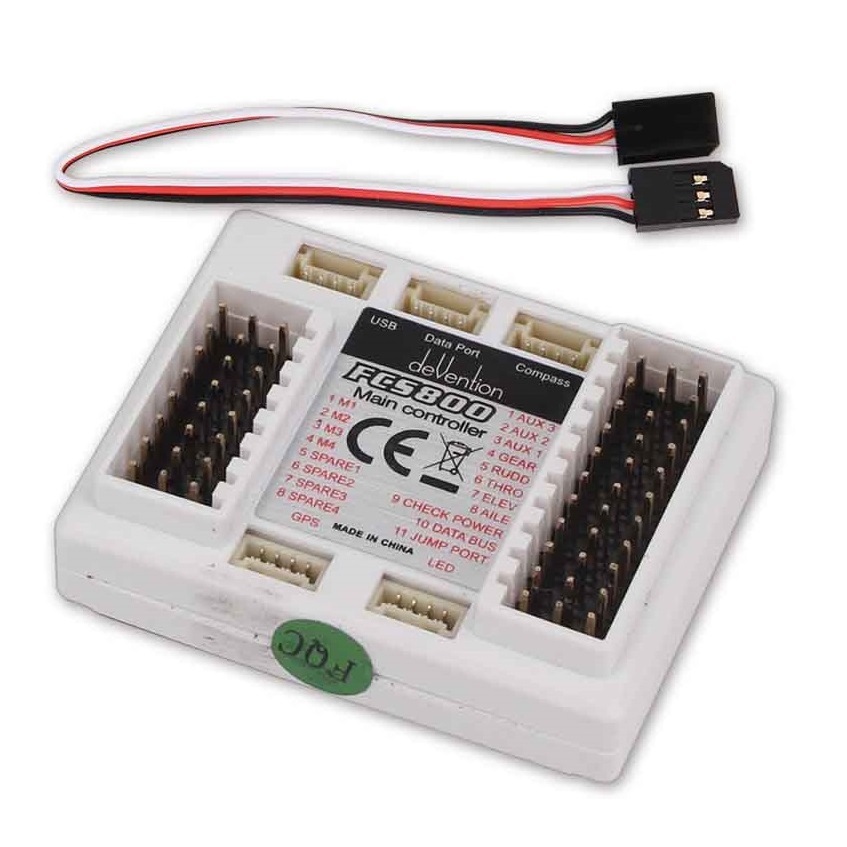 USB
Data Port
Compass
deVention
FCS800
Main controller
1 M1
2 M2
3 M3
4 M4
5 SPARE1
6 SPARE2
7 SPARE3
8 SPARE4
GPS
CE
1 AUX 3
2 AUX 2
3 AUX 1
4 GEAR
5 RUDD
6 THRO
7 ELEV
8 AILE
9 CHECK POWER
10 DATA BUS
11 JUMP PORT
LED
MADE IN CHINA
FQC